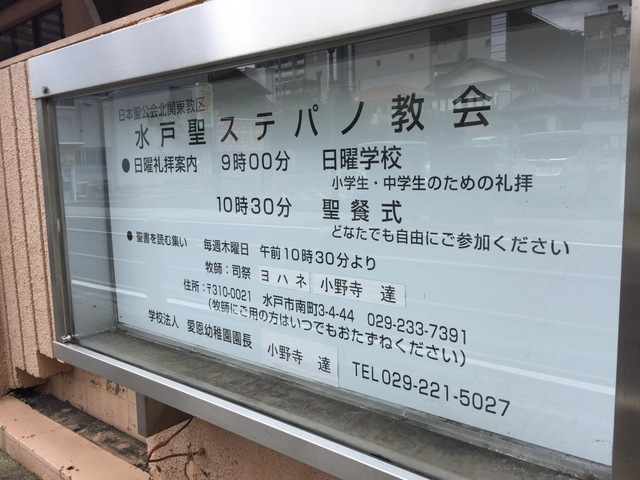 日本聖公会北関東教区
水戸聖ステパノ教会
●日曜礼拝案内 9時00分 日曜学校
小学生・中学生のための礼拝
10時30分 聖餐式
どなたでも自由にご参加ください
●聖書を読む集い 毎週木曜日 午前10時30分より
牧師：司祭 ヨハネ 小野寺 達
住所：〒310-0021 水戸市南町3-4-44 029-233-7391
（牧師にご用の方はいつでもおたずねください）
学校法人 愛恩幼稚園園長 小野寺 達 TEL029-221-5027